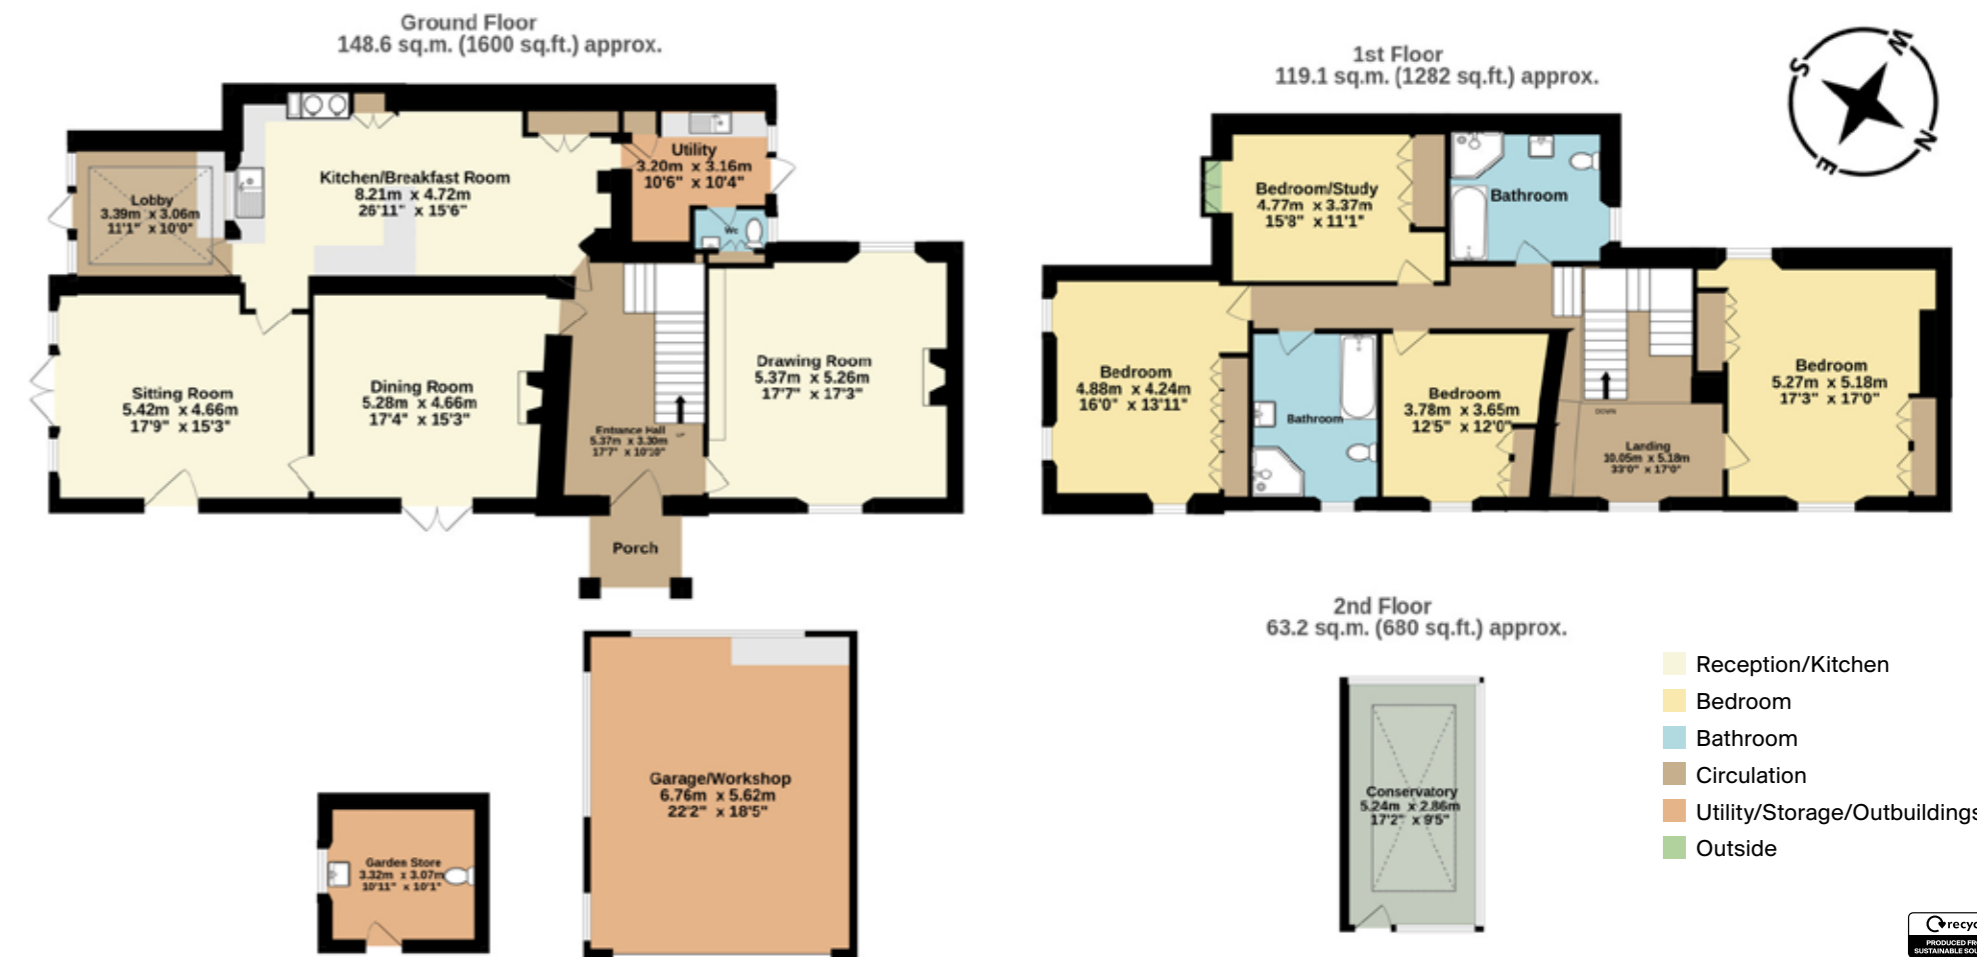 Ground Floor
148.6 sq.m. (1600 sq.ft.) approx.
1st Floor
119.1 sq.m. (1282 sq.ft.) approx.
S
W
N
E
Lobby
3.39m x 3.06m
11'1" x 10'0"
Kitchen/Breakfast Room
8.21m x 4.72m
26'11" x 15'6"
Utility
3.20m x 3.16m
10'6" x 10'4"
Wc
Sitting Room
5.42m x 4.66m
17'9" x 15'3"
Dining Room
5.28m x 4.66m
17'4" x 15'3"
Entrance Hall
5.37m x 3.30m
17'7" x 10'10"
UP
Drawing Room
5.37m x 5.26m
17'7" x 17'3"
Porch
Bedroom/Study
4.77m x 3.37m
15'8" x 11'1"
Bathroom
Bedroom
4.88m x 4.24m
16'0" x 13'11"
Bathroom
Bedroom
3.78m x 3.65m
12'5" x 12'0"
DOWN
Landing
10.05m x 5.18m
33'0" x 17'0"
Bedroom
5.27m x 5.18m
17'3" x 17'0"
2nd Floor
63.2 sq.m. (680 sq.ft.) approx.
Garage/Workshop
6.76m x 5.62m
22'2" x 18'5"
Garden Store
3.32m x 3.07m
10'11" x 10'1"
Conservatory
5.24m x 2.86m
17'2" x 9'5"
Reception/Kitchen
Bedroom
Bathroom
Circulation
Utility/Storage/Outbuildings
Outside
recyc
PRODUCED FR
SUSTAINABLE SOU